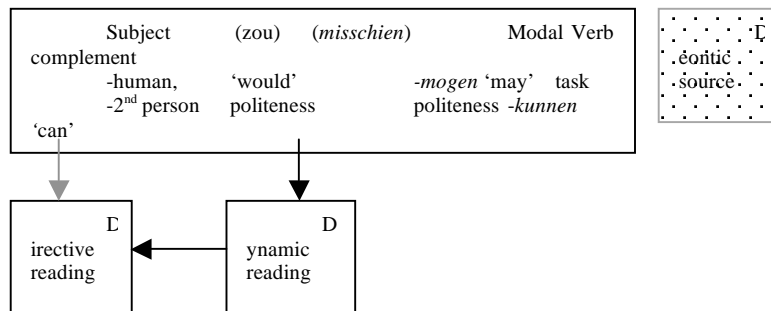 Subject (zou) (misschien) Modal Verb
complement
-human, ‘would’ -mogen ‘may’ task
-2nd person politeness politeness -kunnen
‘can’
D
eontic
source
D
irective
reading
D
ynamic
reading